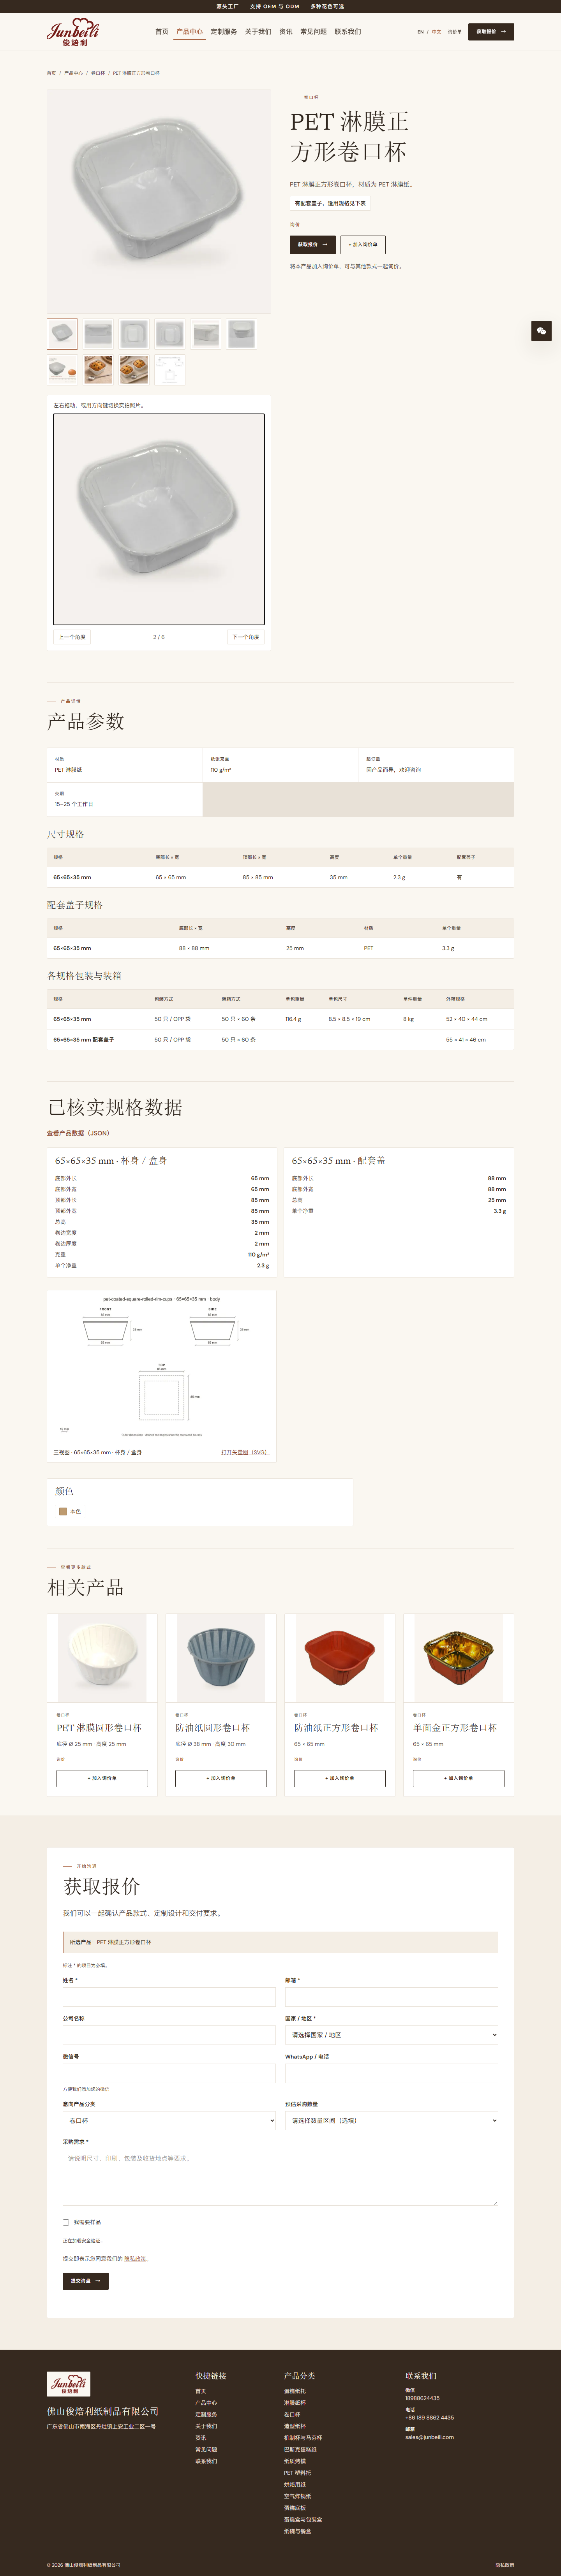 源头工厂 支持 OEM 与 ODM 多种花色可选
Junbeili
俊焙利
首页 产品中心 定制服务 关于我们 资讯 常见问题 联系我们
EN / 中文 询价单 获取报价 →
首页 / 产品中心 / 卷口杯 / PET 淋膜正方形卷口杯
卷口杯
PET 淋膜正
方形卷口杯
PET 淋膜正方形卷口杯，材质为 PET 淋膜纸。
有配套盖子，适用规格见下表
询价
获取报价 →
+ 加入询价单
将本产品加入询价单，可与其他款式一起询价。
左右拖动，或用方向键切换实拍照片。
上一个角度
2 / 6
下一个角度
产品详情
产品参数
材质
PET 淋膜纸
纸张克重
110 g/m²
起订量
因产品而异，欢迎咨询
交期
15–25 个工作日
尺寸规格
规格 底部长 × 宽 顶部长 × 宽 高度 单个重量 配套盖子
65×65×35 mm 65 × 65 mm 85 × 85 mm 35 mm 2.3 g 有
配套盖子规格
规格 底部长 × 宽 高度 材质 单个重量
65×65×35 mm 88 × 88 mm 25 mm PET 3.3 g
各规格包装与装箱
规格 包装方式 装箱方式 单包重量 单包尺寸 单件重量 外箱规格
65×65×35 mm 50 只 / OPP 袋 50 只 × 60 条 116.4 g 8.5 × 8.5 × 19 cm 8 kg 52 × 40 × 44 cm
65×65×35 mm 配套盖子 50 只 / OPP 袋 50 只 × 60 条 55 × 41 × 46 cm
已核实规格数据
查看产品数据（JSON）
65×65×35 mm · 杯身 / 盒身
底部外长 65 mm
底部外宽 65 mm
顶部外长 85 mm
顶部外宽 85 mm
总高 35 mm
卷边宽度 2 mm
卷边厚度 2 mm
克重 110 g/m²
单个净重 2.3 g
65×65×35 mm · 配套盖
底部外长 88 mm
底部外宽 88 mm
总高 25 mm
单个净重 3.3 g
pet-coated-square-rolled-rim-cups · 65×65×35 mm · body
FRONT
SIDE
85 mm
85 mm
35 mm
35 mm
65 mm
65 mm
TOP
85 mm
85 mm
三视图 · 65×65×35 mm · 杯身 / 盒身
打开矢量图（SVG）
颜色
本色
查看更多款式
相关产品
卷口杯
PET 淋膜圆形卷口杯
底径 Ø 25 mm · 高度 25 mm
询价
+ 加入询价单
卷口杯
防油纸圆形卷口杯
底径 Ø 38 mm · 高度 30 mm
询价
+ 加入询价单
卷口杯
防油纸正方形卷口杯
65 × 65 mm
询价
+ 加入询价单
卷口杯
单面金正方形卷口杯
65 × 65 mm
询价
+ 加入询价单
开始沟通
获取报价
我们可以一起确认产品款式、定制设计和交付要求。
所选产品：PET 淋膜正方形卷口杯
标注 * 的项目为必填。
姓名 *
邮箱 *
公司名称
国家 / 地区 *
请选择国家 / 地区
微信号
WhatsApp / 电话
方便我们添加您的微信
意向产品分类
预估采购数量
卷口杯
请选择数量区间（选填）
采购需求 *
请说明尺寸、印刷、包装及收货地点等要求。
我需要样品
正在加载安全验证。
提交即表示您同意我们的 隐私政策。
提交询盘 →
Junbeili
俊焙利
佛山俊焙利纸制品有限公司
广东省佛山市南海区丹灶镇上安工业二区一号
快捷链接
首页
产品中心
定制服务
关于我们
资讯
常见问题
联系我们
产品分类
蛋糕纸托
淋膜纸杯
卷口杯
造型纸杯
机制杯与马芬杯
巴斯克蛋糕纸
纸质烤模
PET 塑料托
烘焙用纸
空气炸锅纸
蛋糕底板
蛋糕盒与包装盒
纸碗与餐盒
联系我们
微信
18969624435
电话
+86 189 8862 4435
邮箱
sales@junbeili.com
© 2026 佛山俊焙利纸制品有限公司
隐私政策